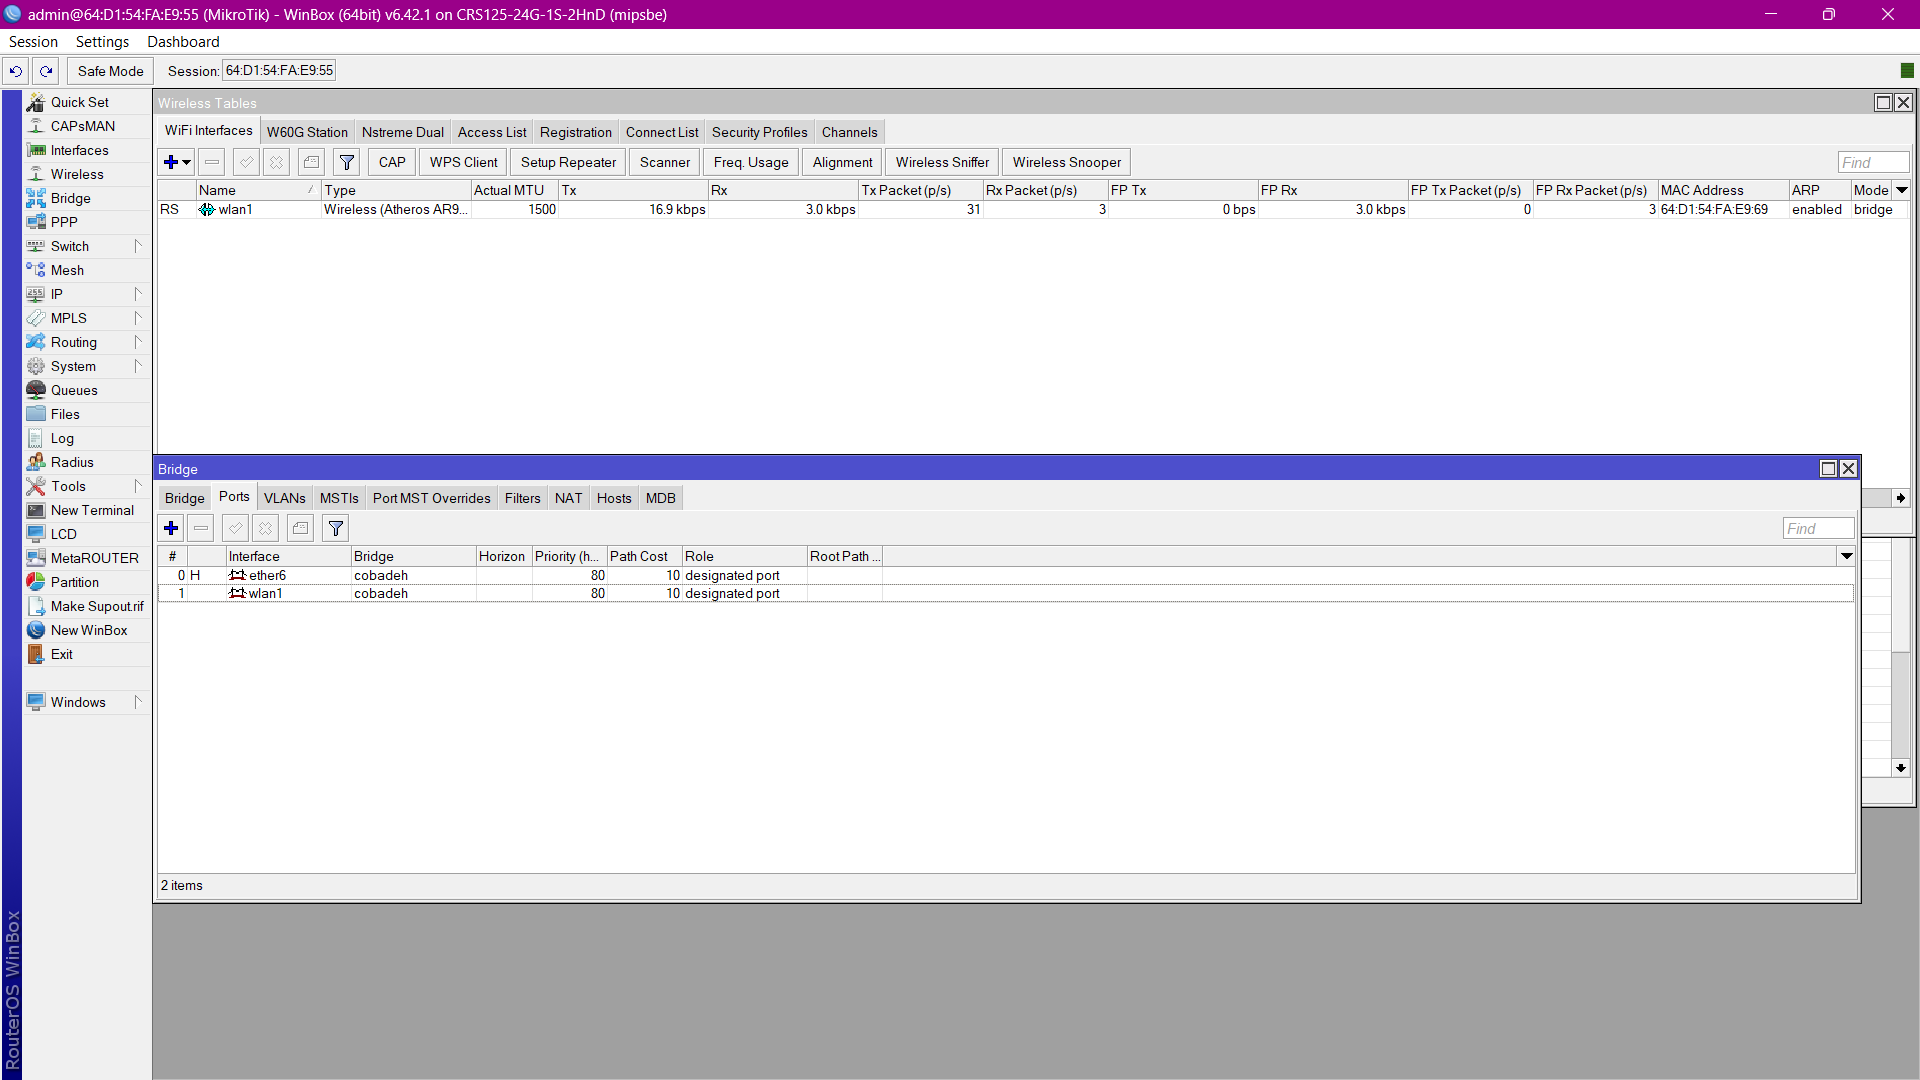 admin@64:D1:54:FA:E9:55 (MikroTik) - WinBox (64bit) v6.42.1 on CRS125-24G-1S-2HnD (mipsbe)
Session Settings Dashboard
Safe Mode Session: 64:D1:54:FA:E9:55
Quick Set
CAPsMAN
Interfaces
Wireless
Bridge
PPP
Switch
Mesh
IP
MPLS
Routing
System
Queues
Files
Log
Radius
Tools
New Terminal
LCD
MetaROUTER
Partition
Make Supout.rif
New WinBox
Exit
Windows
RouterOS WinBox
Wireless Tables
WiFi Interfaces W60G Station Nstreme Dual Access List Registration Connect List Security Profiles Channels
CAP WPS Client Setup Repeater Scanner Freq. Usage Alignment Wireless Sniffer Wireless Snooper Find
Name Type Actual MTU Tx Rx Tx Packet (p/s) Rx Packet (p/s) FP Tx FP Rx FP Tx Packet (p/s) FP Rx Packet (p/s) MAC Address ARP Mode
RS wlan1 Wireless (Atheros AR9... 1500 16.9 kbps 3.0 kbps 31 3 0 bps 3.0 kbps 0 3 64:D1:54:FA:E9:69 enabled bridge
Bridge
Bridge Ports VLANs MSTIs Port MST Overrides Filters NAT Hosts MDB
Find
# Interface Bridge Horizon Priority (h... Path Cost Role Root Path ...
0 H ether6 cobadeh 80 10 designated port
1 wlan1 cobadeh 80 10 designated port
2 items